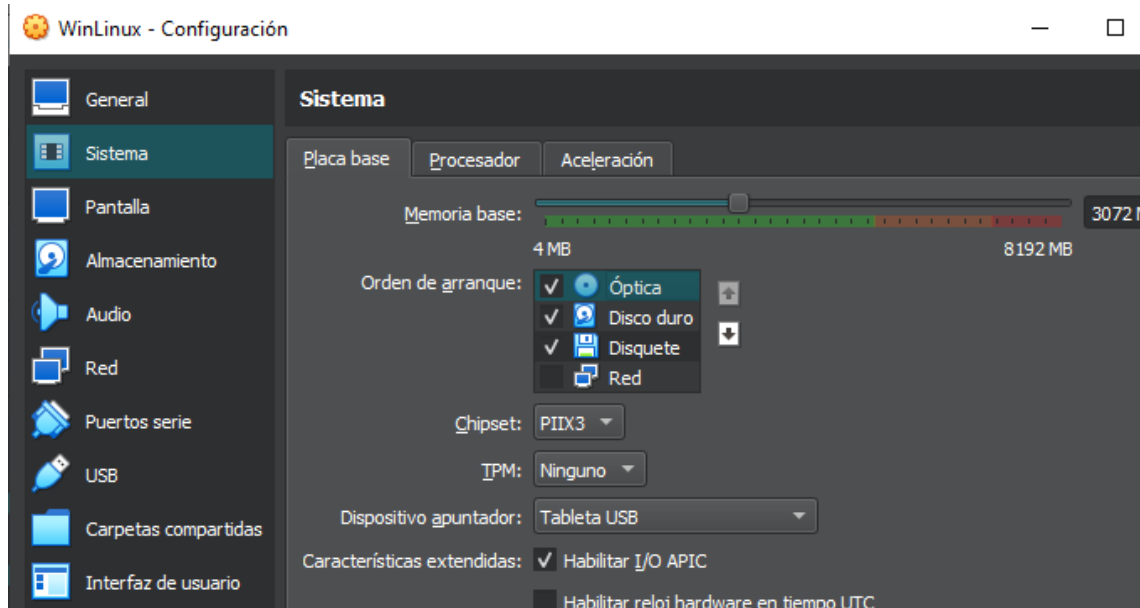 WinLinux - Configuración
General
Sistema
Pantalla
Almacenamiento
Audio
Red
Puertos serie
USB
Carpetas compartidas
Interfaz de usuario
Sistema
Placa base Procesador Aceleración
Memoria base: 3072
4 MB 8192 MB
Orden de arranque: Óptica
Disco duro
Disquete
Red
Chipset: PIIX3
TPM: Ninguno
Dispositivo apuntador: Tableta USB
Características extendidas: Habilitar I/O APIC
Habilitar reloj hardware en tiempo UTC